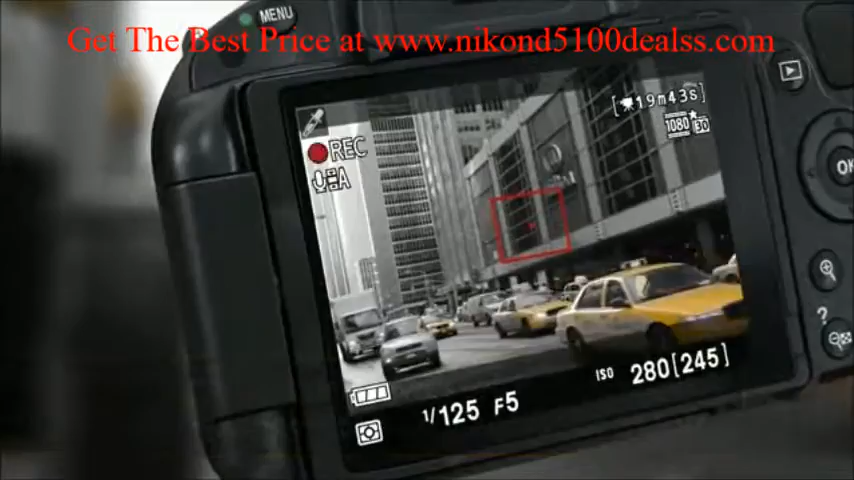 MENU
Get The Best Price at www.nikond5100dealss.com
[19m43s]
REC
1080★30
A
OK
?
ISO 280[245]
1/125 F5